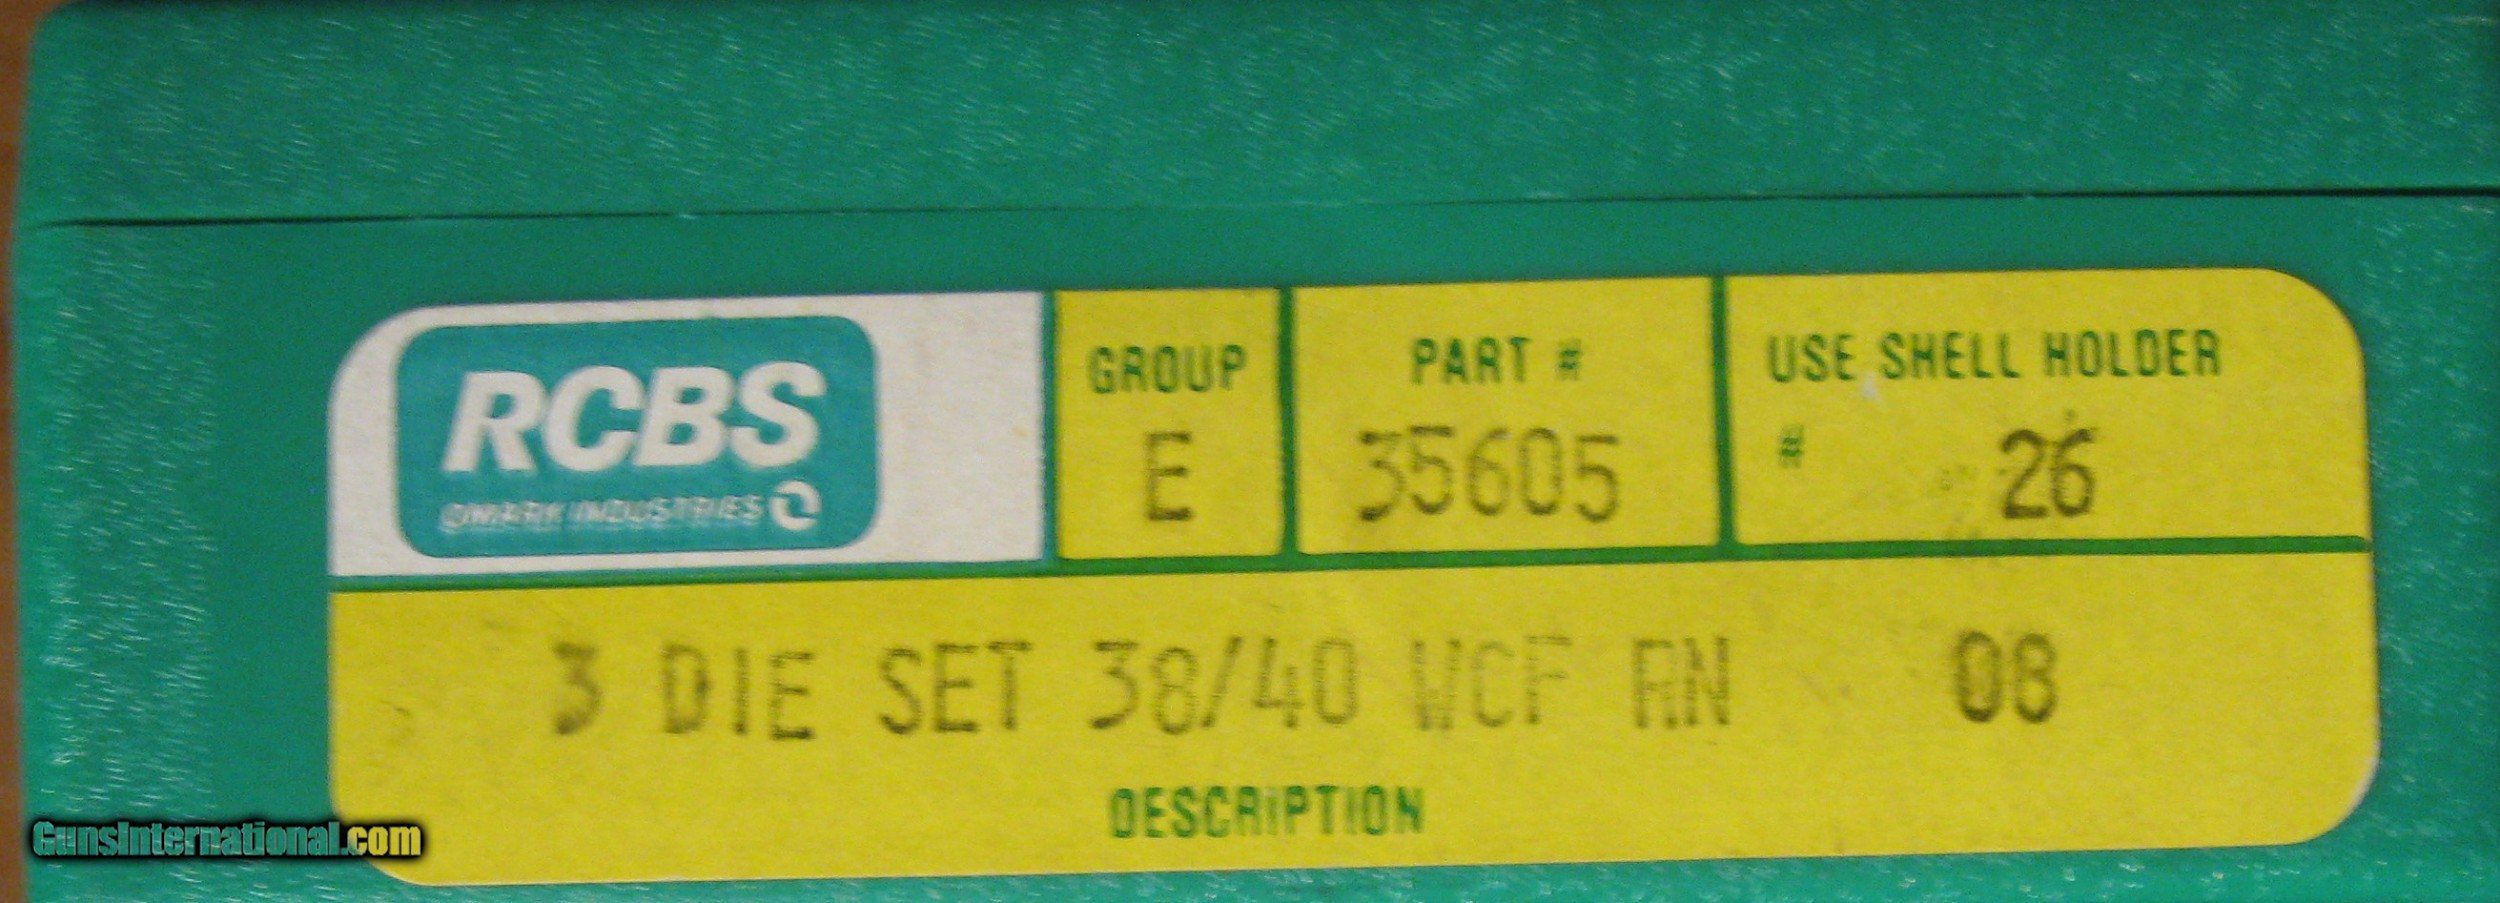 RCBS
OMARK INDUSTRIES
GROUP
E
PART #
35605
USE SHELL HOLDER
# 26
3 DIE SET 38/40 WCF RN 08
DESCRIPTION
GunsInternational.com